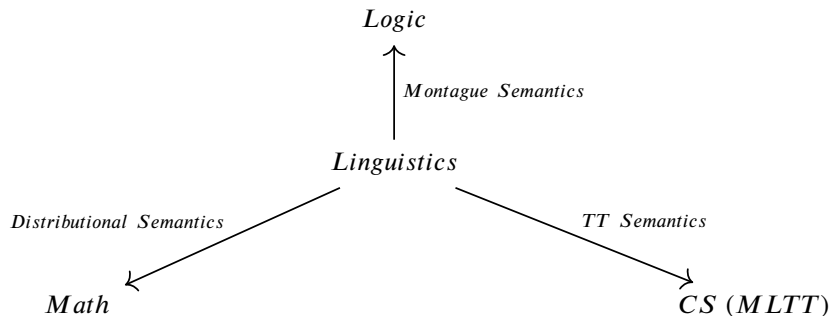 Logic
Montague Semantics
Linguistics
Distributional Semantics
TT Semantics
Math
CS (MLTT)